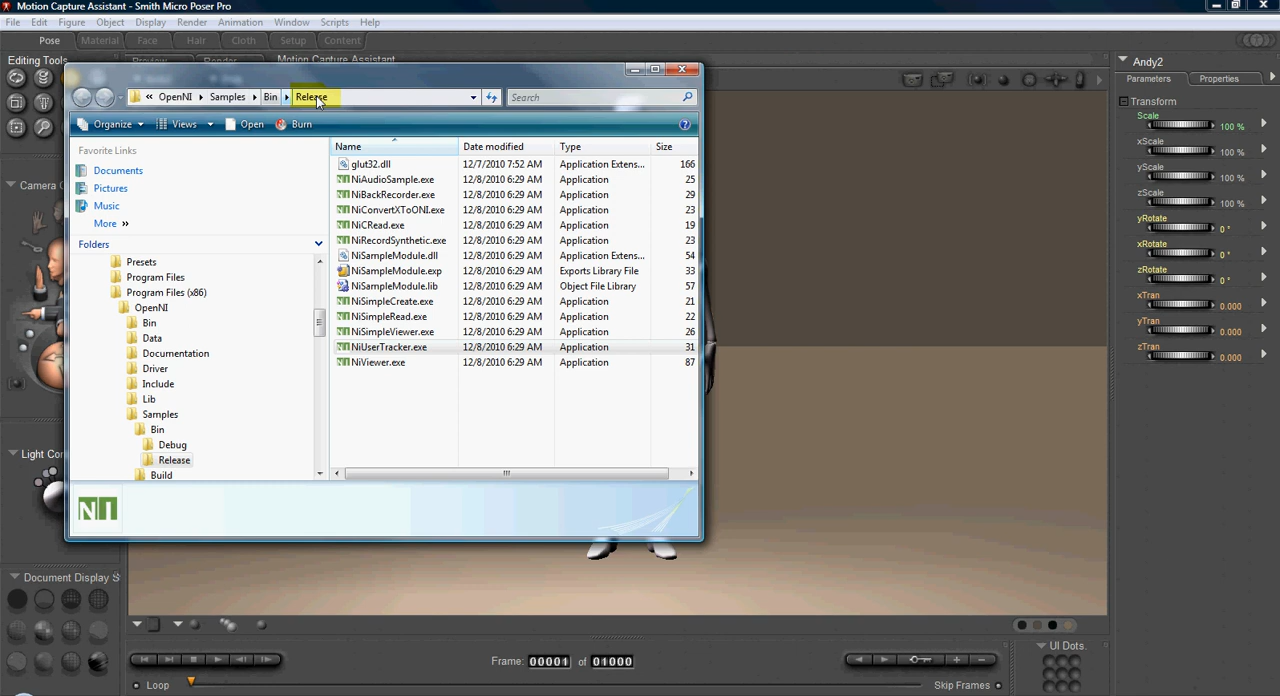 Motion Capture Assistant - Smith Micro Poser Pro
File Edit Figure Object Display Render Animation Window Scripts Help
Pose Material Face Hair Cloth Setup Content
Editing Tools
Preview Render Motion Capture Assistant
Andy2
Parameters Properties
« OpenNI Samples Bin Release
Search
Organize Views Open Burn
Favorite Links
Documents
Pictures
Music
More »
Folders
Presets
Program Files
Program Files (x86)
OpenNI
Bin
Data
Documentation
Driver
Include
Lib
Samples
Bin
Debug
Release
Build
Name Date modified Type Size
glut32.dll 12/7/2010 7:52 AM Application Extens... 166
NiAudioSample.exe 12/8/2010 6:29 AM Application 25
NiBackRecorder.exe 12/8/2010 6:29 AM Application 29
NiConvertXToONI.exe 12/8/2010 6:29 AM Application 23
NiCRead.exe 12/8/2010 6:29 AM Application 19
NiRecordSynthetic.exe 12/8/2010 6:29 AM Application 23
NiSampleModule.dll 12/8/2010 6:29 AM Application Extens... 54
NiSampleModule.exp 12/8/2010 6:29 AM Exports Library File 33
NiSampleModule.lib 12/8/2010 6:29 AM Object File Library 57
NiSimpleCreate.exe 12/8/2010 6:29 AM Application 21
NiSimpleRead.exe 12/8/2010 6:29 AM Application 22
NiSimpleViewer.exe 12/8/2010 6:29 AM Application 26
NiUserTracker.exe 12/8/2010 6:29 AM Application 31
NiViewer.exe 12/8/2010 6:29 AM Application 87
NI
Transform
Scale 100 %
xScale 100 %
yScale 100 %
zScale 100 %
yRotate 0 °
xRotate 0 °
zRotate 0 °
xTran 0.000
yTran 0.000
zTran 0.000
Camera C
Light Con
Document Display S
Frame: 00001 of 01000
Loop
Skip Frames
UI Dots.